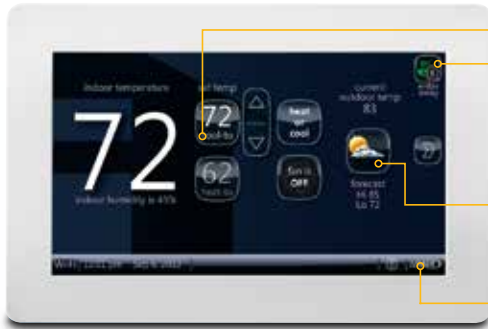 indoor temperature
72
indoor humidity is
set temp
72
cool-to
62
heat-to
heat
or
cool
fan is
OFF
current
outdoor temp
83
forecast
Hi 85
Lo 72
away